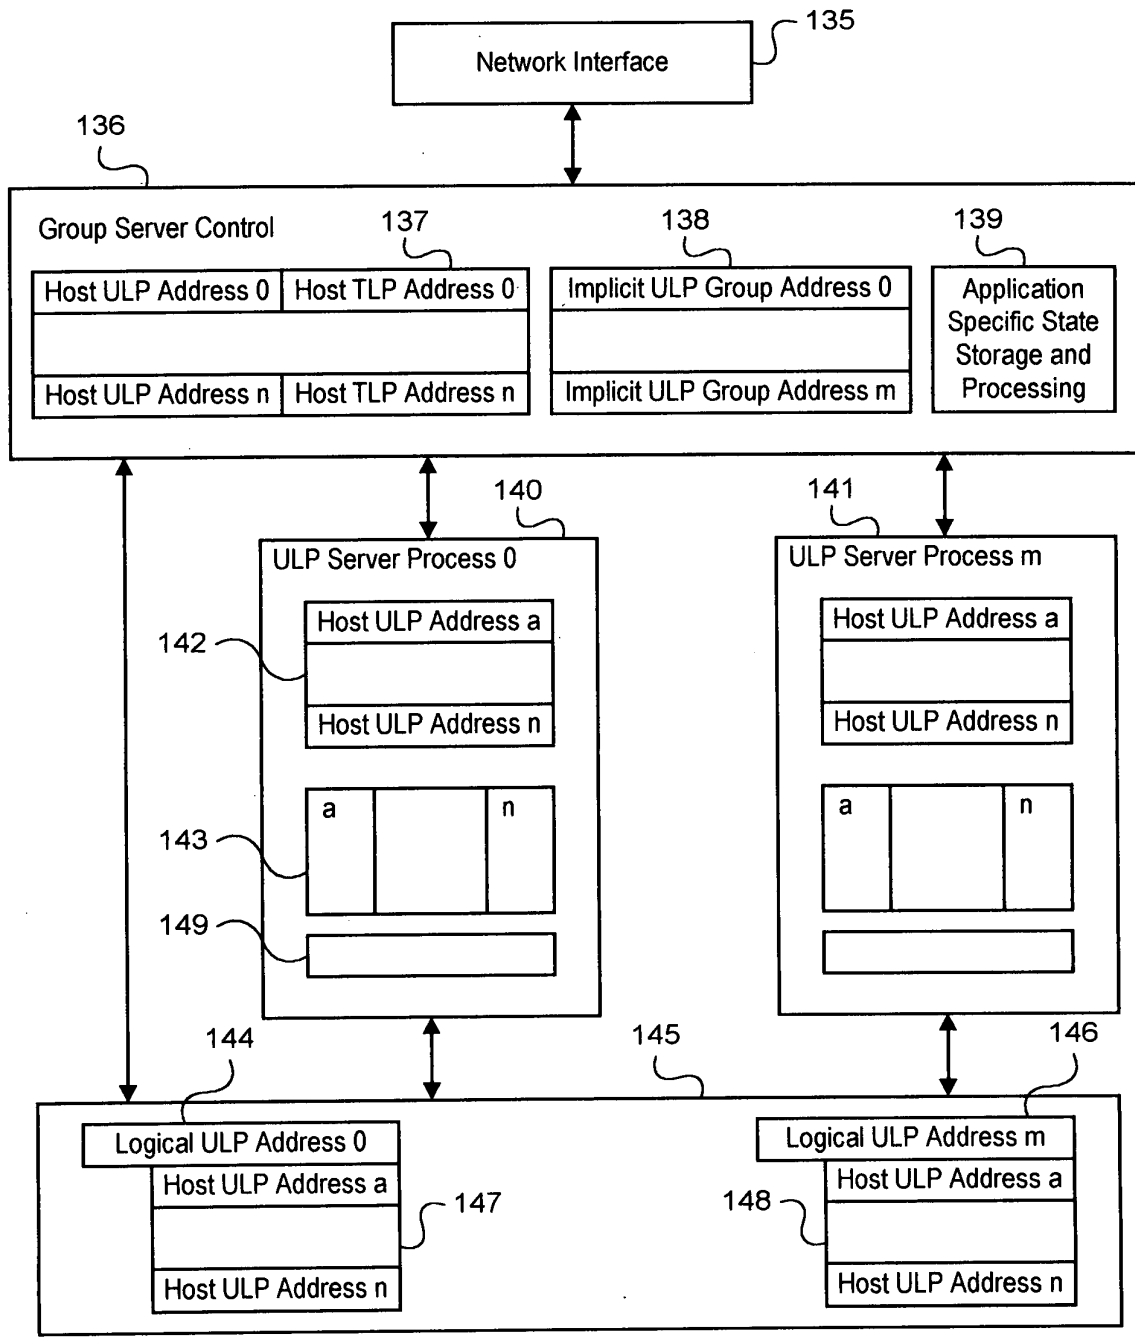 135
Network Interface
136
Group Server Control
137
138
139
Host ULP Address 0
Host TLP Address 0
Host ULP Address n
Host TLP Address n
Implicit ULP Group Address 0
Implicit ULP Group Address m
Application
Specific State
Storage and
Processing
140
141
ULP Server Process 0
ULP Server Process m
142
Host ULP Address a
Host ULP Address n
Host ULP Address a
Host ULP Address n
143
a
n
a
n
149
144
145
146
Logical ULP Address 0
Host ULP Address a
147
Host ULP Address n
Logical ULP Address m
Host ULP Address a
148
Host ULP Address n